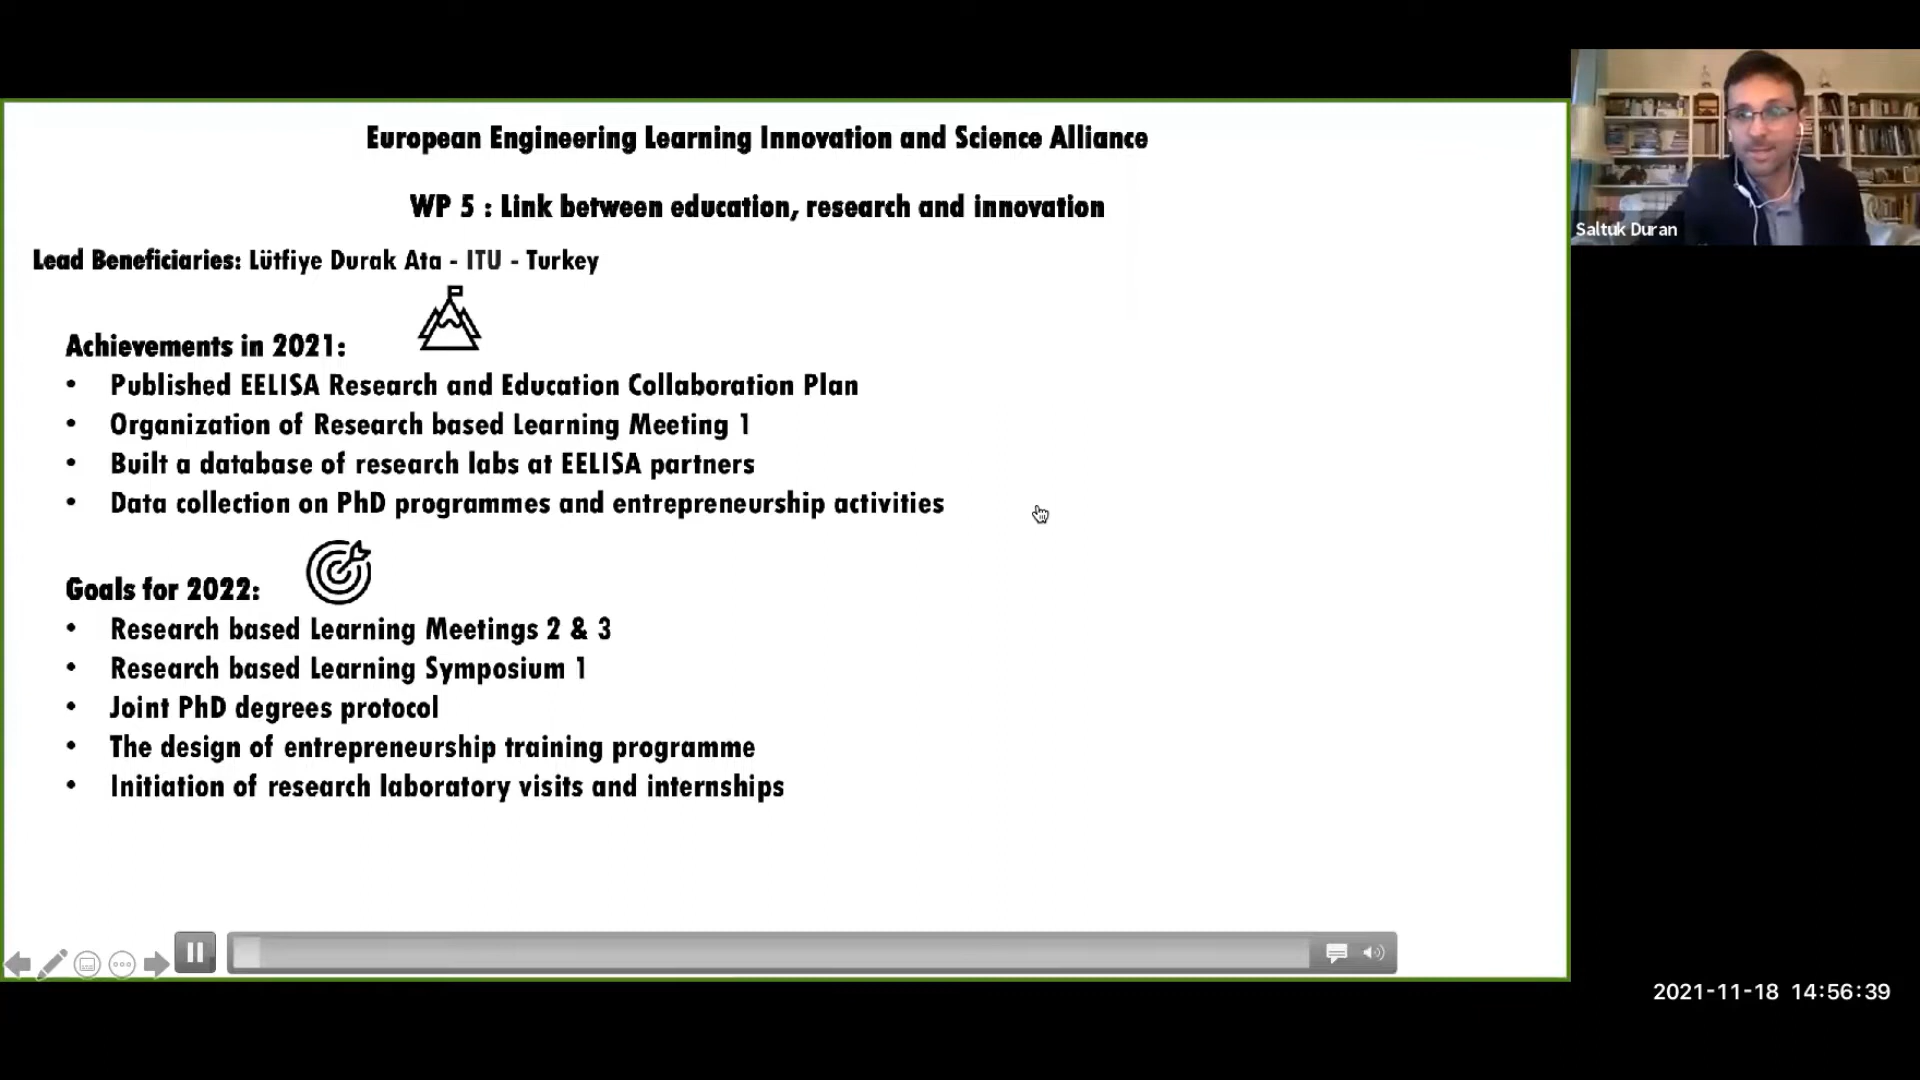 European Engineering Learning Innovation and Science Alliance
WP 5 : Link between education, research and innovation
Lead Beneficiaries: Lütfiye Durak Ata - ITU - Turkey
Achievements in 2021:
• Published EELISA Research and Education Collaboration Plan
• Organization of Research based Learning Meeting 1
• Built a database of research labs at EELISA partners
• Data collection on PhD programmes and entrepreneurship activities
Goals for 2022:
• Research based Learning Meetings 2 & 3
• Research based Learning Symposium 1
• Joint PhD degrees protocol
• The design of entrepreneurship training programme
• Initiation of research laboratory visits and internships
Saltuk Duran
2021-11-18 14:56:39